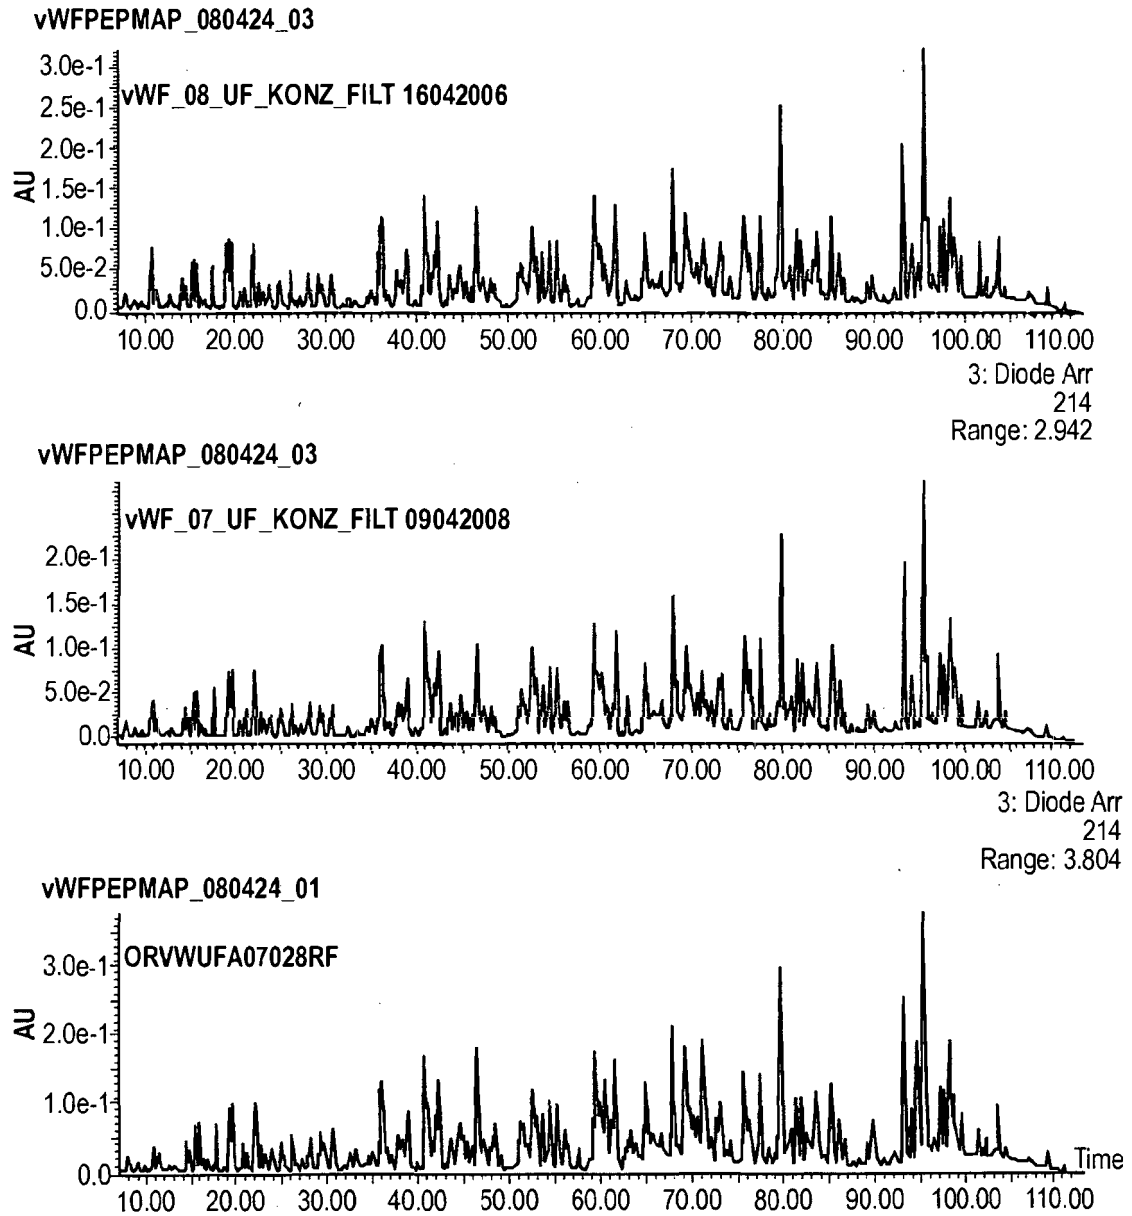 vWFPEPMAP_080424_03
vWF_08_UF_KONZ_FILT 16042006
AU
3.0e-1
2.5e-1
2.0e-1
1.5e-1
1.0e-1
5.0e-2
0.0
10.00 20.00 30.00 40.00 50.00 60.00 70.00 80.00 90.00 100.00 110.00
3: Diode Arr
214
Range: 2.942
vWFPEPMAP_080424_03
vWF_07_UF_KONZ_FILT 09042008
AU
2.0e-1
1.5e-1
1.0e-1
5.0e-2
0.0
10.00 20.00 30.00 40.00 50.00 60.00 70.00 80.00 90.00 100.00 110.00
3: Diode Arr
214
Range: 3.804
vWFPEPMAP_080424_01
ORVWUFA07028RF
AU
3.0e-1
2.0e-1
1.0e-1
0.0
Time
10.00 20.00 30.00 40.00 50.00 60.00 70.00 80.00 90.00 100.00 110.00